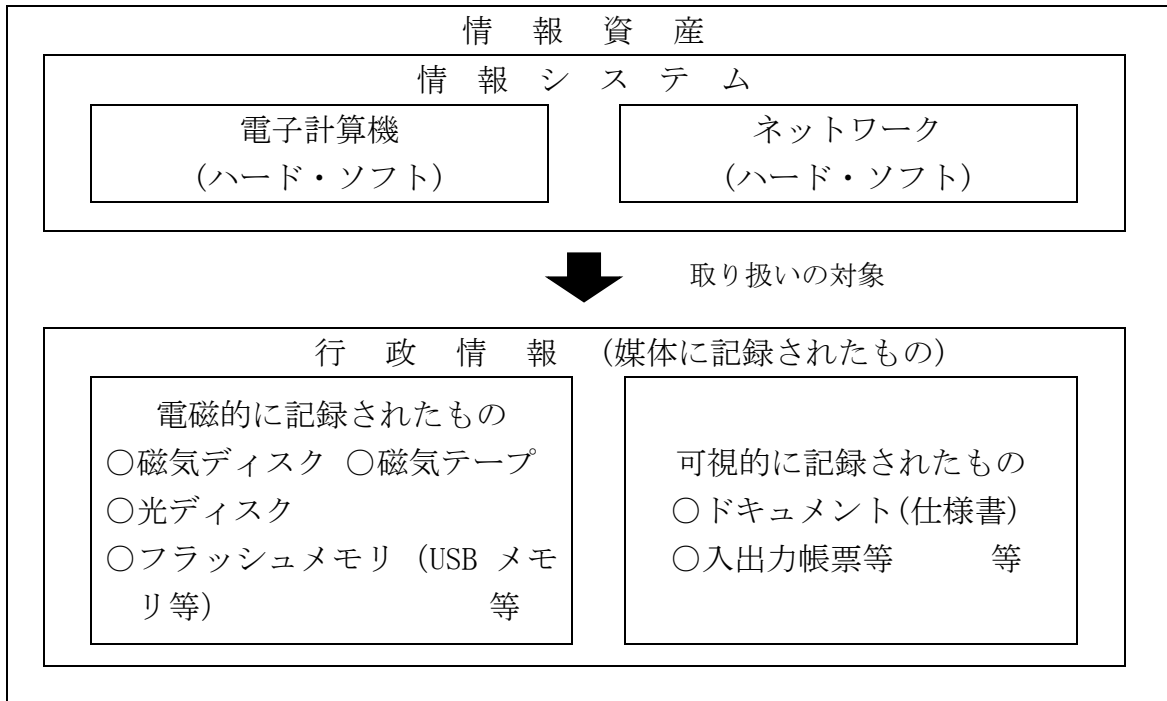 情　報　資　産
情　報　シ　ス　テ　ム
電子計算機
(ハード・ソフト)
ネットワーク
(ハード・ソフト)
取り扱いの対象
行　政　情　報　(媒体に記録されたもの)
電磁的に記録されたもの
○磁気ディスク ○磁気テープ
○光ディスク
○フラッシュメモリ (USB メモ
リ等)　　　　　　　　等
可視的に記録されたもの
○ドキュメント(仕様書)
○入出力帳票等　　　等